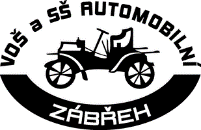 VOŠ a SŠ AUTOMOBILNÍ
ZÁBŘEH